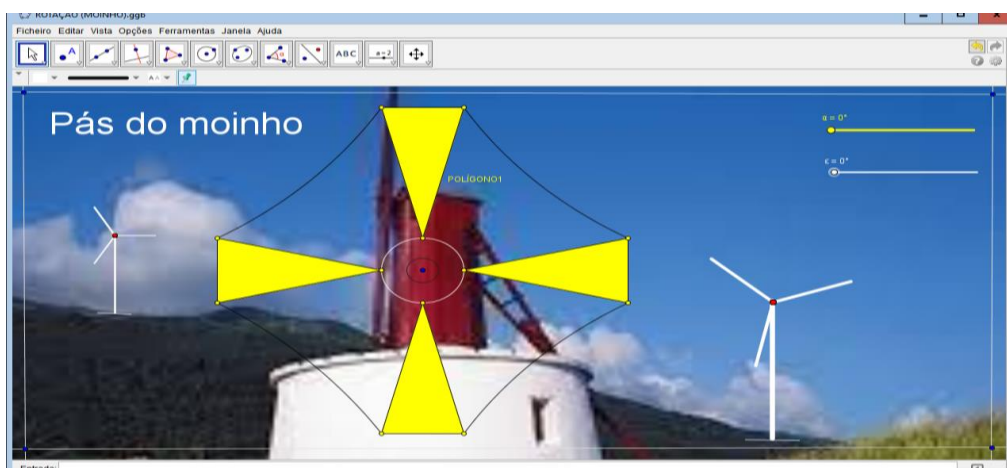 ROTAÇÃO (MOINHO).ggb
Ficheiro Editar Vista Opções Ferramentas Janela Ajuda
A
α
ABC
a=2
AA
Pás do moinho
α = 0°
POLÍGONO1
ε = 0°
Entrada: